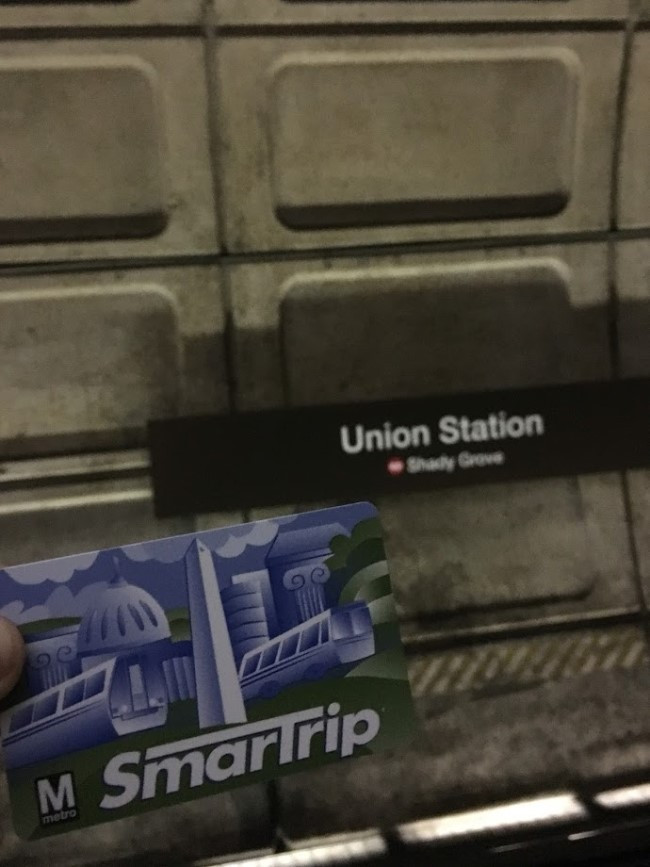 Union Station
Shady Grove
SmarTrip
M
metro